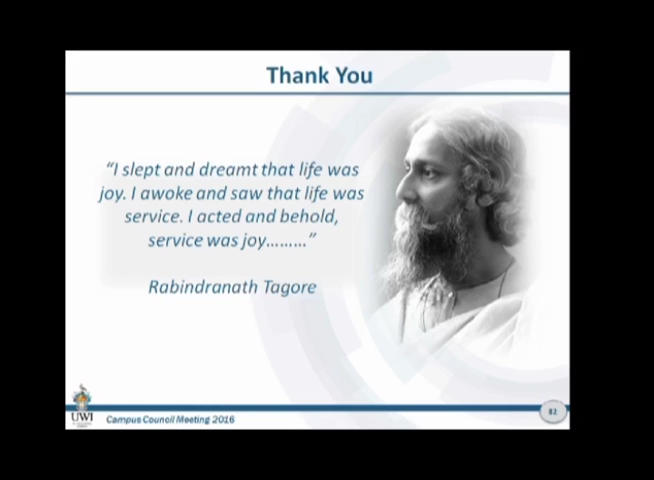 Thank You
“I slept and dreamt that life was
joy. I awoke and saw that life was
service. I acted and behold,
service was joy………”
Rabindranath Tagore
UWI
Campus Council Meeting 2016
82